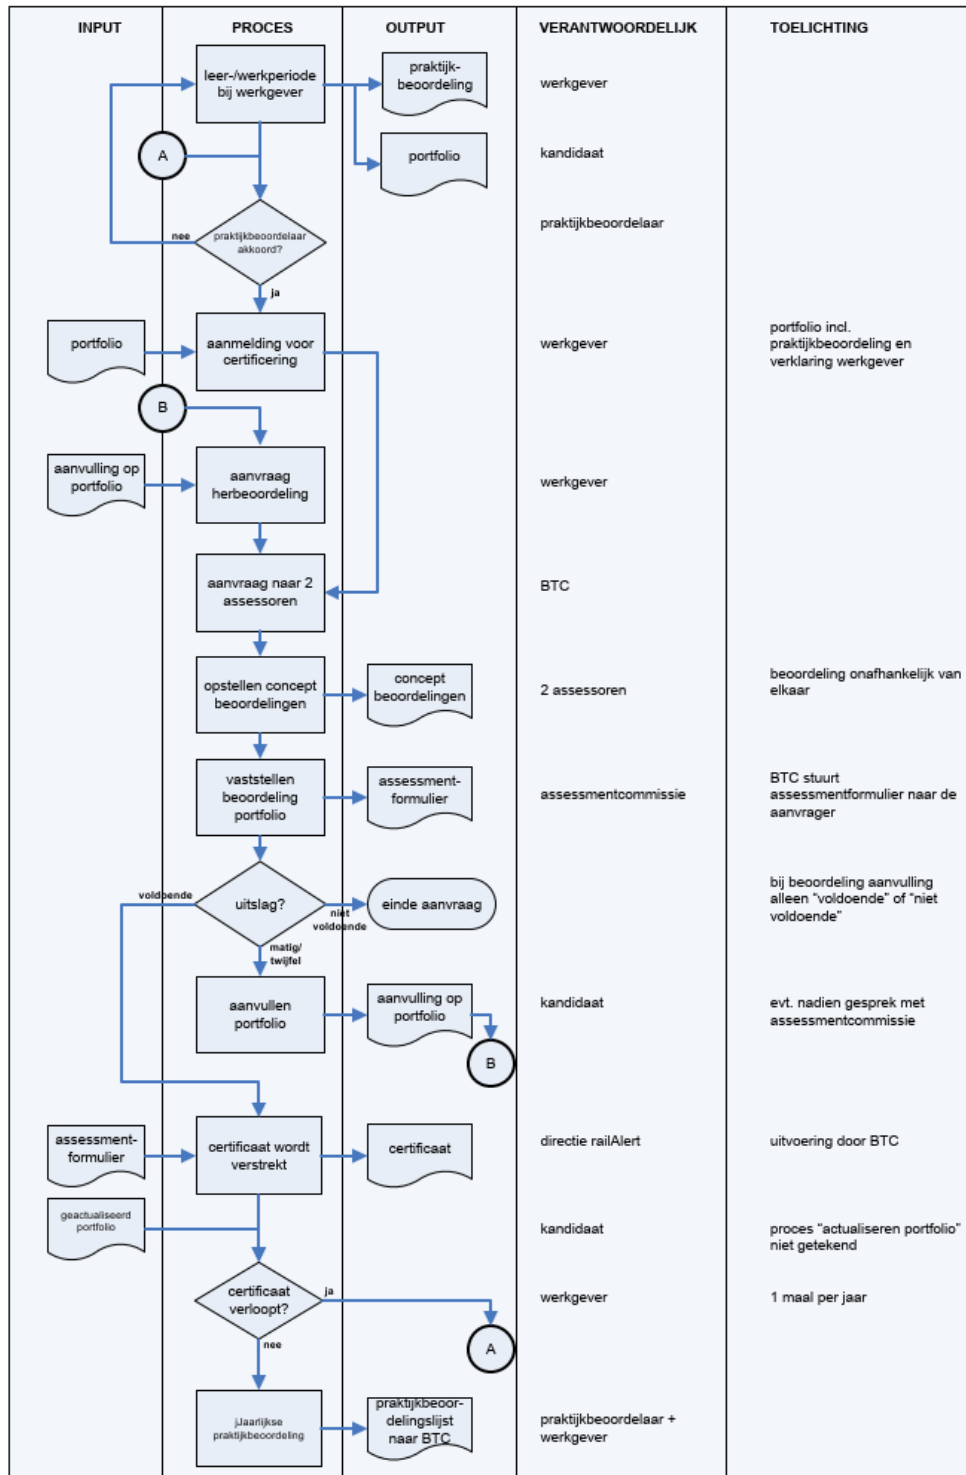 INPUT
PROCES
OUTPUT
VERANTWOORDELIJK
TOELICHTING
leer-/werkperiode
bij werkgever
praktijk-
beoordeling
werkgever
A
portfolio
kandidaat
nee
praktijkbeoordelaar
akkoord?
praktijkbeoordelaar
ja
portfolio
aanmelding voor
certificering
werkgever
portfolio incl.
praktijkbeoordeling en
verklaring werkgever
B
aanvulling op
portfolio
aanvraag
herbeoordeling
werkgever
aanvraag naar 2
assessoren
BTC
opstellen concept
beoordelingen
concept
beoordelingen
2 assessoren
beoordeling onafhankelijk van
elkaar
vaststellen
beoordeling
portfolio
assessment-
formulier
assessmentcommissie
BTC stuurt
assessmentformulier naar de
aanvrager
voldoende
uitslag?
niet
voldoende
einde aanvraag
bij beoordeling aanvulling
alleen “voldoende” of “niet
voldoende”
matig/
twijfel
aanvullen
portfolio
aanvulling op
portfolio
kandidaat
evt. nadien gesprek met
assessmentcommissie
B
assessment-
formulier
certificaat wordt
verstrekt
certificaat
directie railAlert
uitvoering door BTC
geactualiseerd
portfolio
kandidaat
proces “actualiseren portfolio”
niet getekend
certificaat
verloopt?
ja
werkgever
1 maal per jaar
A
nee
jJaarlijkse
praktijkbeoordeling
praktijkbeoor-
delingslijst
naar BTC
praktijkbeoordelaar +
werkgever